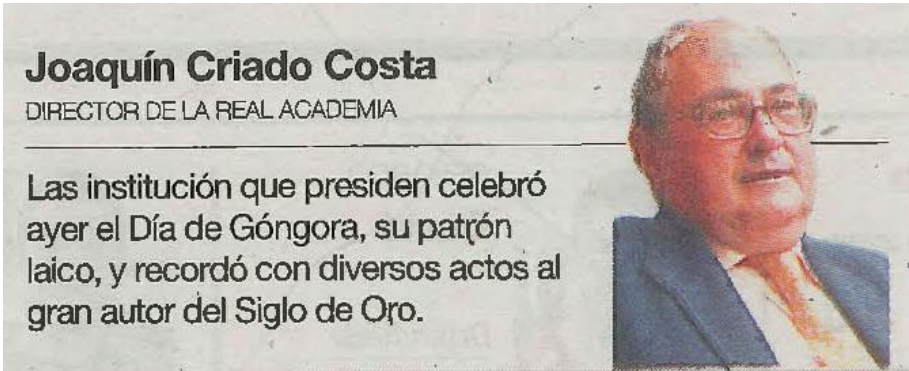 Joaquín Criado Costa
DIRECTOR DE LA REAL ACADEMIA
Las institución que presiden celebró
ayer el Día de Góngora, su patrón
laico, y recordó con diversos actos al
gran autor del Siglo de Oro.